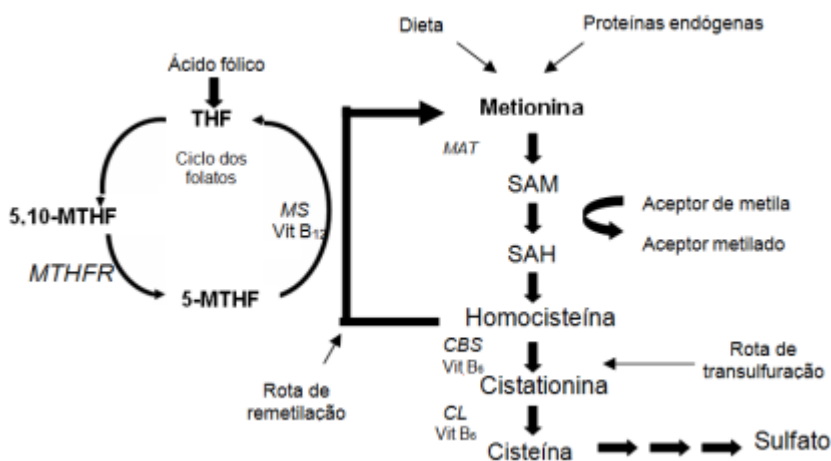 Dieta
Proteínas endógenas
Ácido fólico
THF
Metionina
MAT
Ciclo dos
folatos
SAM
5,10-MTHF
MS
Vit B₁₂
Aceptor de metila
Aceptor metilado
MTHFR
5-MTHF
SAH
Homocisteína
CBS
Vit B₆
Rota de
transulfuração
Rota de
remetilação
Cistationina
CL
Vit B₆
Cisteína
Sulfato